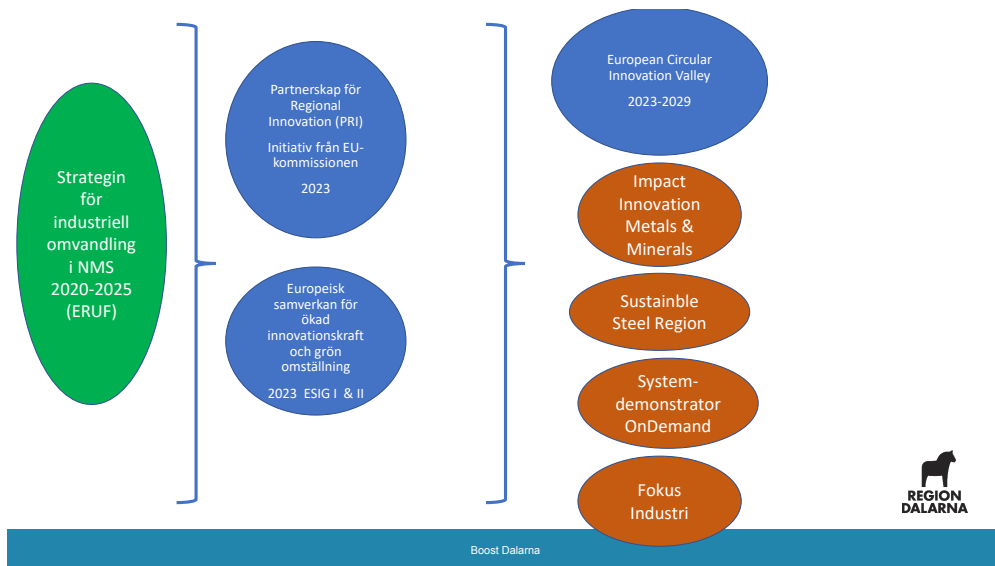 Strategin
för
industriell
omvandling
i NMS
2020-2025
(ERUF)
Partnerskap för
Regional
Innovation (PRI)
Initiativ från EU-
kommissionen
2023
Europeisk
samverkan för
ökad
innovationskraft
och grön
omställning
2023 ESIG I & II
European Circular
Innovation Valley
2023-2029
Impact
Innovation
Metals &
Minerals
Sustainble
Steel Region
System-
demonstrator
OnDemand
Fokus
Industri
REGION
DALARNA
Boost Dalarna